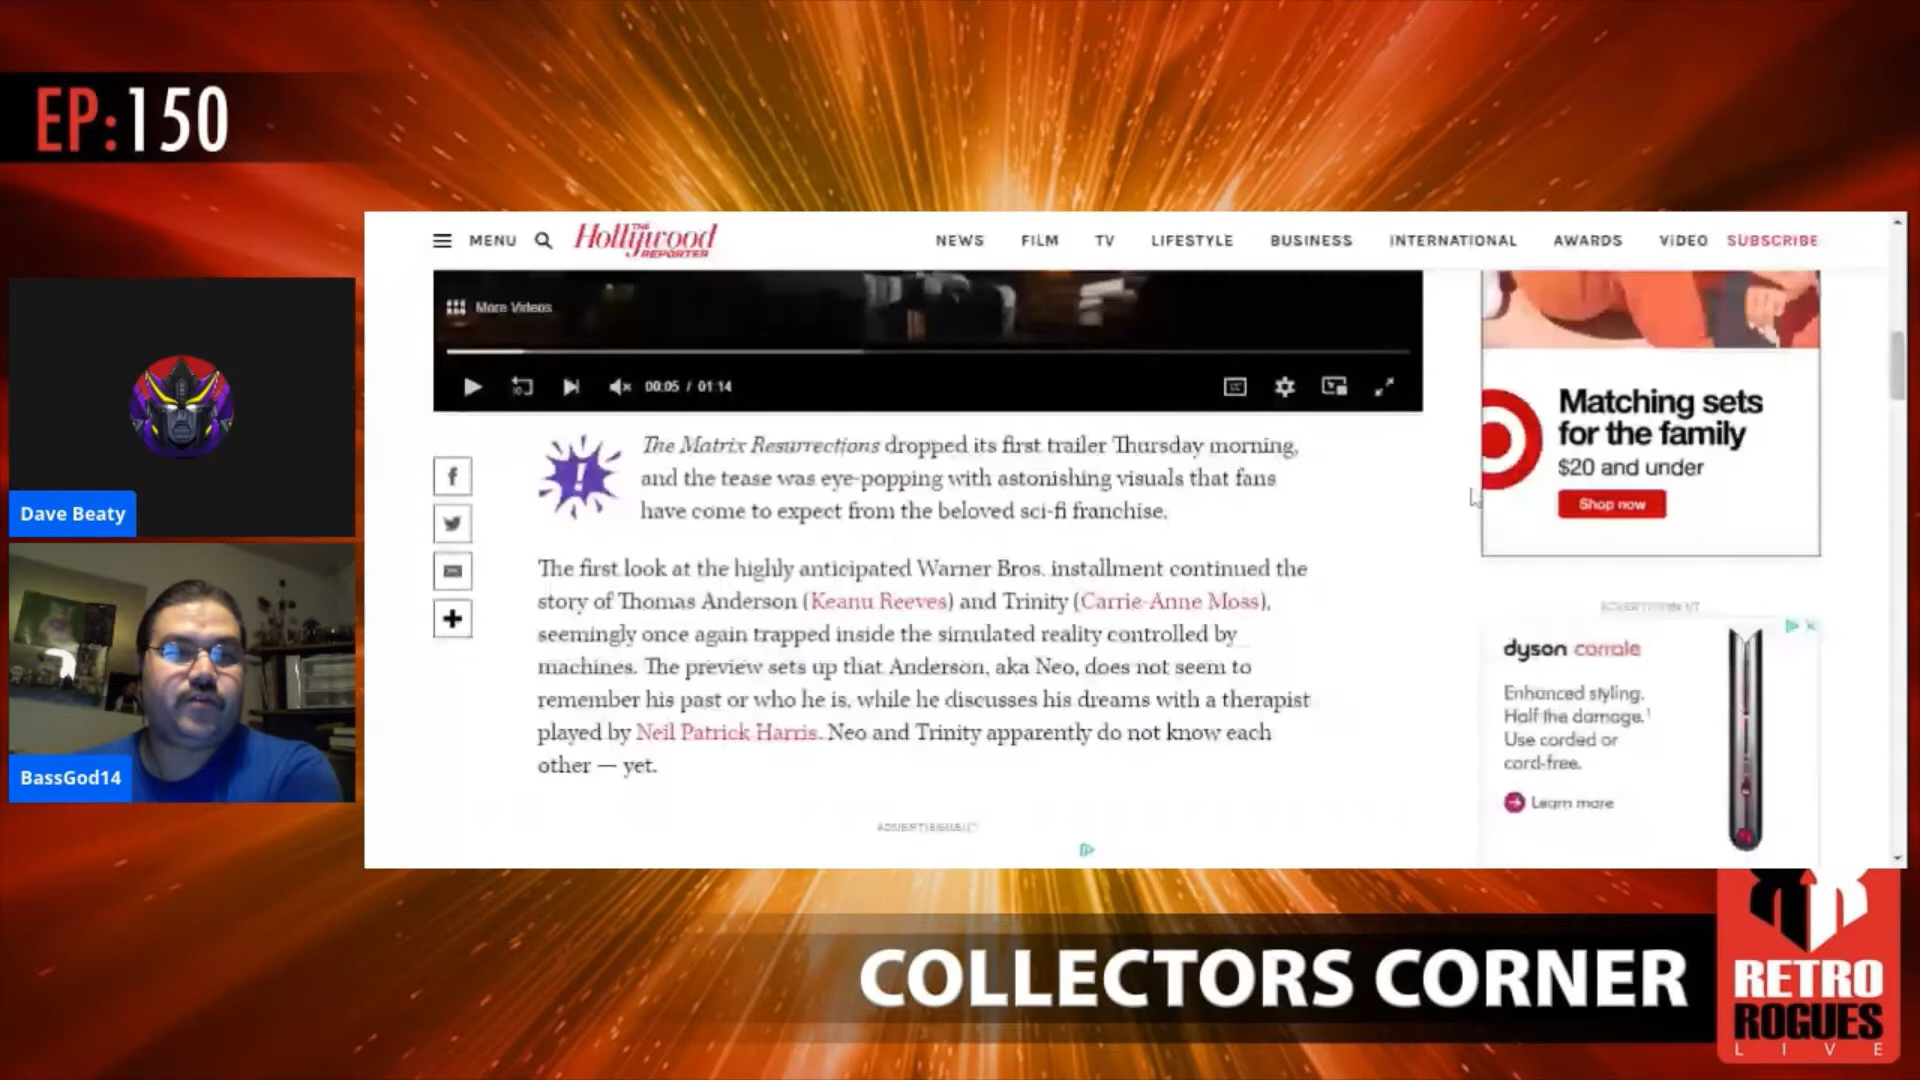 EP:150
MENU
THE
Hollywood
REPORTER
NEWS FILM TV LIFESTYLE BUSINESS INTERNATIONAL AWARDS VIDEO SUBSCRIBE
More Videos
10
00:05 / 01:14
CC
The Matrix Resurrections dropped its first trailer Thursday morning,
and the tease was eye-popping with astonishing visuals that fans
have come to expect from the beloved sci-fi franchise.
The first look at the highly anticipated Warner Bros. installment continued the
story of Thomas Anderson (Keanu Reeves) and Trinity (Carrie-Anne Moss),
seemingly once again trapped inside the simulated reality controlled by
machines. The preview sets up that Anderson, aka Neo, does not seem to
remember his past or who he is, while he discusses his dreams with a therapist
played by Neil Patrick Harris. Neo and Trinity apparently do not know each
other — yet.
ADVERTISEMENT
Matching sets
for the family
$20 and under
Shop now
ADVERTISEMENT
dyson corrale
Enhanced styling.
Half the damage.¹
Use corded or
cord-free.
Learn more
Dave Beaty
BassGod14
COLLECTORS CORNER
RETRO
ROGUES
LIVE